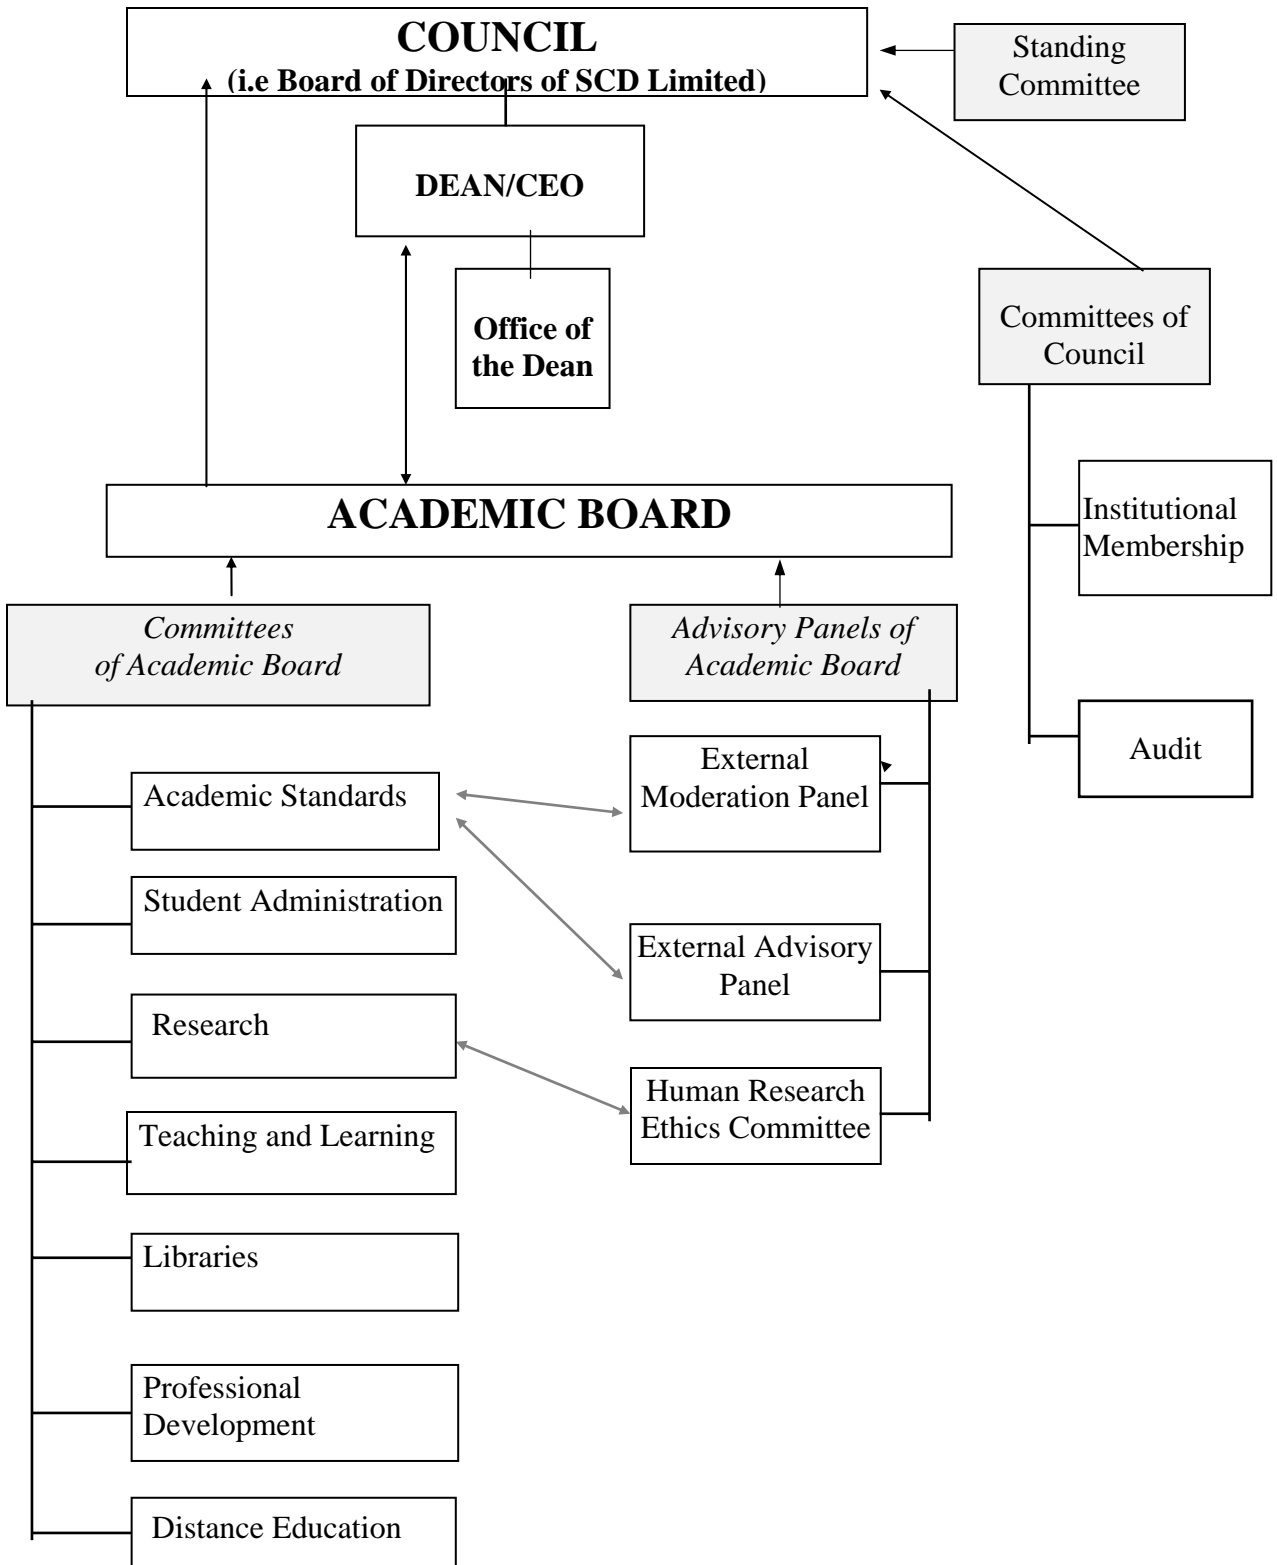 COUNCIL
(i.e Board of Directors of SCD Limited)
Standing
Committee
DEAN/CEO
Office of
the Dean
Committees of
Council
Institutional
Membership
Audit
ACADEMIC BOARD
Committees
of Academic Board
Advisory Panels of
Academic Board
Academic Standards
Student Administration
Research
Teaching and Learning
Libraries
Professional
Development
Distance Education
External
Moderation Panel
External Advisory
Panel
Human Research
Ethics Committee